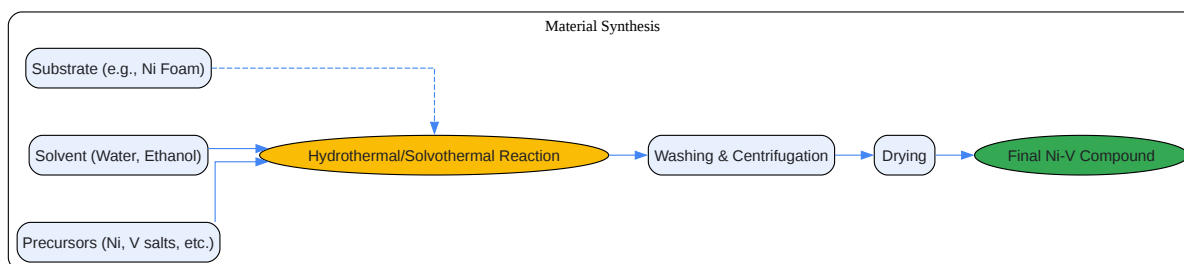 Material Synthesis
Substrate (e.g., Ni Foam)
Solvent (Water, Ethanol)
Hydrothermal/Solvothermal Reaction
Washing & Centrifugation
Drying
Final Ni-V Compound
Precursors (Ni, V salts, etc.)